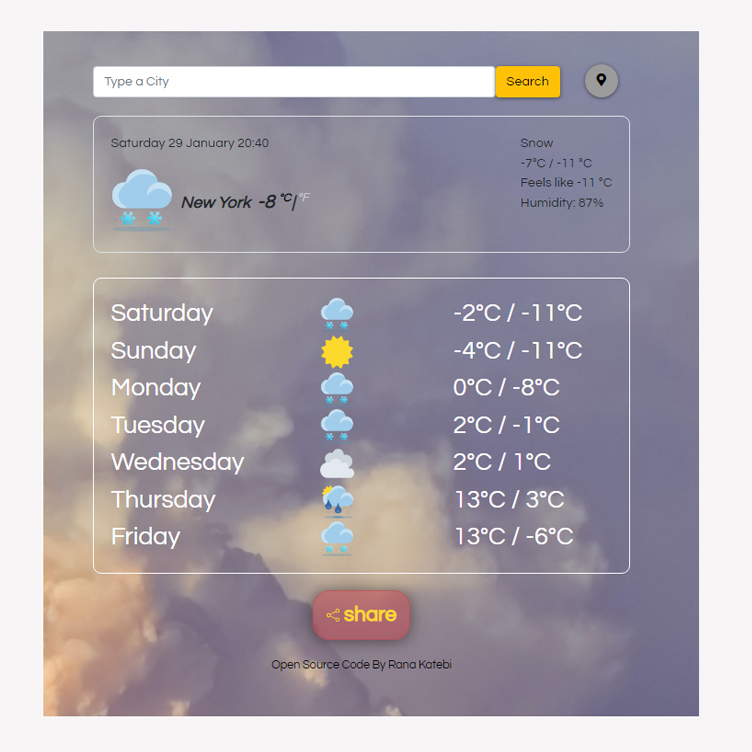 Type a City Search
Saturday 29 January 20:40
Snow
-7°C / -11 °C
Feels like -11 °C
Humidity: 87%
New York -8 °C|°F
Saturday -2°C / -11°C
Sunday -4°C / -11°C
Monday 0°C / -8°C
Tuesday 2°C / -1°C
Wednesday 2°C / 1°C
Thursday 13°C / 3°C
Friday 13°C / -6°C
share
Open Source Code By Rana Katebi